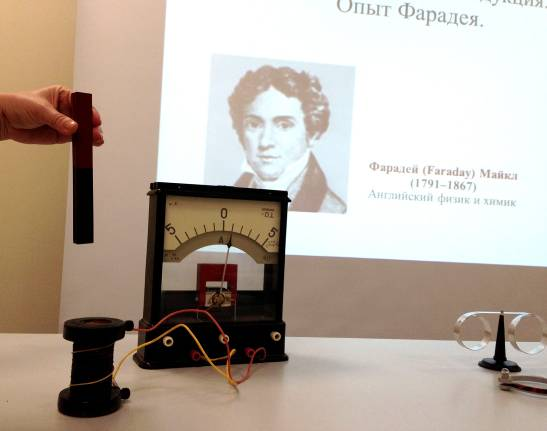 Опыт Фарадея.
Фарадей (Faraday) Майкл
(1791–1867)
Английский физик и химик
5 0 5
A